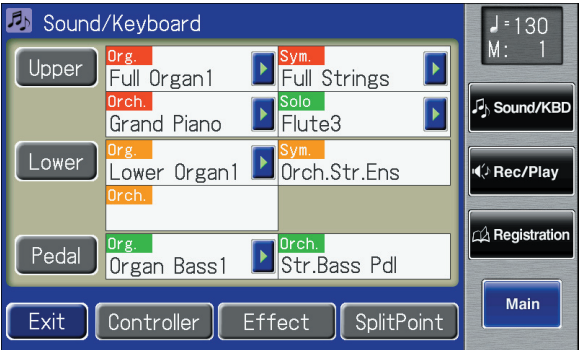 Sound/Keyboard
♩=130
M: 1
Upper
Org.
Full Organ1
Sym.
Full Strings
Orch.
Grand Piano
Solo
Flute3
Lower
Org.
Lower Organ1
Sym.
Orch.Str.Ens
Orch.
Pedal
Org.
Organ Bass1
Orch.
Str.Bass Pdl
Sound/KBD
Rec/Play
Registration
Main
Exit
Controller
Effect
SplitPoint